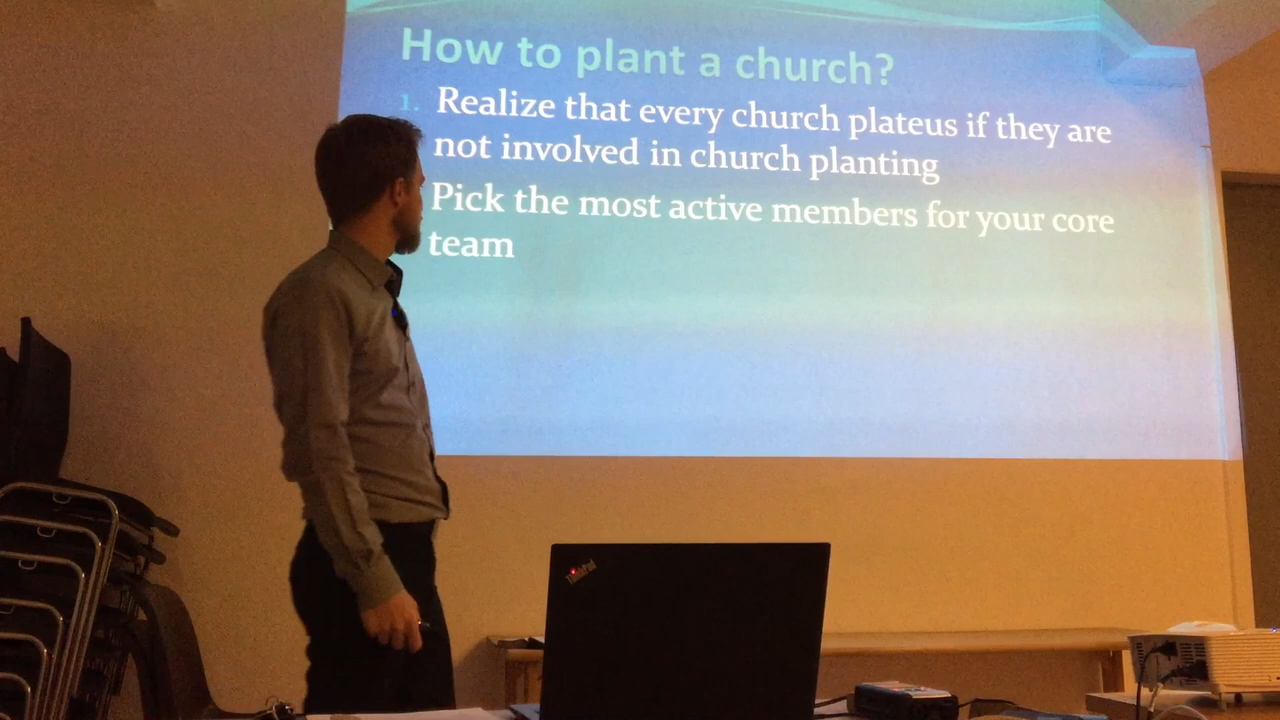 How to plant a church?
1. Realize that every church plateus if they are
not involved in church planting
Pick the most active members for your core
team
ThinkPad